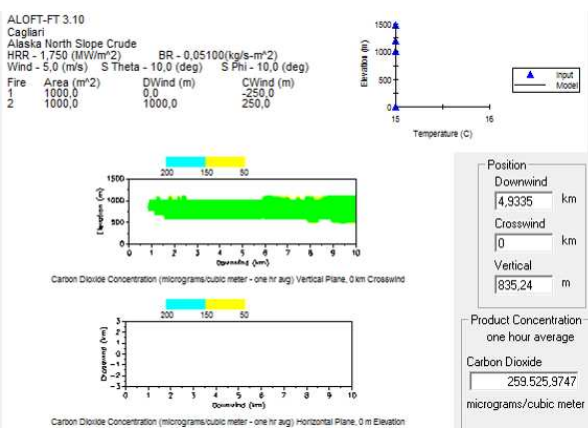 ALOFT-FT 3.10
Cagliari
Alaska North Slope Crude
HRR - 1,750 (MW/m^2) BR - 0,05100(kg/s-m^2)
Wind - 5,0 (m/s) S Theta - 10,0 (deg) S Phi - 10,0 (deg)
Fire Area (m^2) DWind (m) CWind (m)
1 1000,0 0,0 -250,0
2 1000,0 1000,0 250,0
1500
1000
500
0
Elevation (m)
15 16
Temperature (C)
Input
Model
200 150 50
1500
1000
500
0
Elevation (m)
0 1 2 3 4 5 6 7 8 9 10
Downwind (km)
Carbon Dioxide Concentration (micrograms/cubic meter - one hr avg) Vertical Plane, 0 km Crosswind
200 150 50
3
2
1
0
-1
-2
-3
Crosswind (km)
0 1 2 3 4 5 6 7 8 9 10
Downwind (km)
Carbon Dioxide Concentration (micrograms/cubic meter - one hr avg) Horizontal Plane, 0 m Elevation
Position
Downwind
4,9335 km
Crosswind
0 km
Vertical
835,24 m
Product Concentration
one hour average
Carbon Dioxide
259.525,9747
micrograms/cubic meter